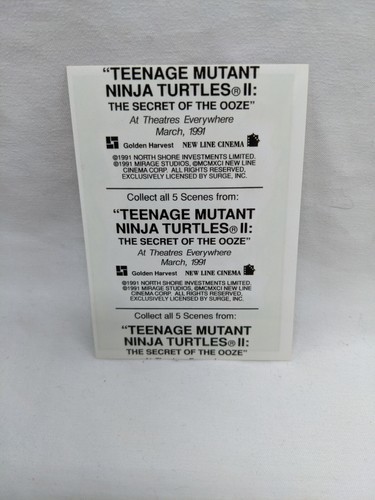 "TEENAGE MUTANT
NINJA TURTLES® II:
THE SECRET OF THE OOZE"
At Theatres Everywhere
March, 1991
Golden Harvest NEW LINE CINEMA
©1991 NORTH SHORE INVESTMENTS LIMITED.
©1991 MIRAGE STUDIOS, ©MCMXCI NEW LINE
CINEMA CORP. ALL RIGHTS RESERVED,
EXCLUSIVELY LICENSED BY SURGE, INC.
Collect all 5 Scenes from:
"TEENAGE MUTANT
NINJA TURTLES® II:
THE SECRET OF THE OOZE"
At Theatres Everywhere
March, 1991
Golden Harvest NEW LINE CINEMA
©1991 NORTH SHORE INVESTMENTS LIMITED.
©1991 MIRAGE STUDIOS, ©MCMXCI NEW LINE
CINEMA CORP. ALL RIGHTS RESERVED,
EXCLUSIVELY LICENSED BY SURGE, INC.
Collect all 5 Scenes from:
"TEENAGE MUTANT
NINJA TURTLES® II:
THE SECRET OF THE OOZE"